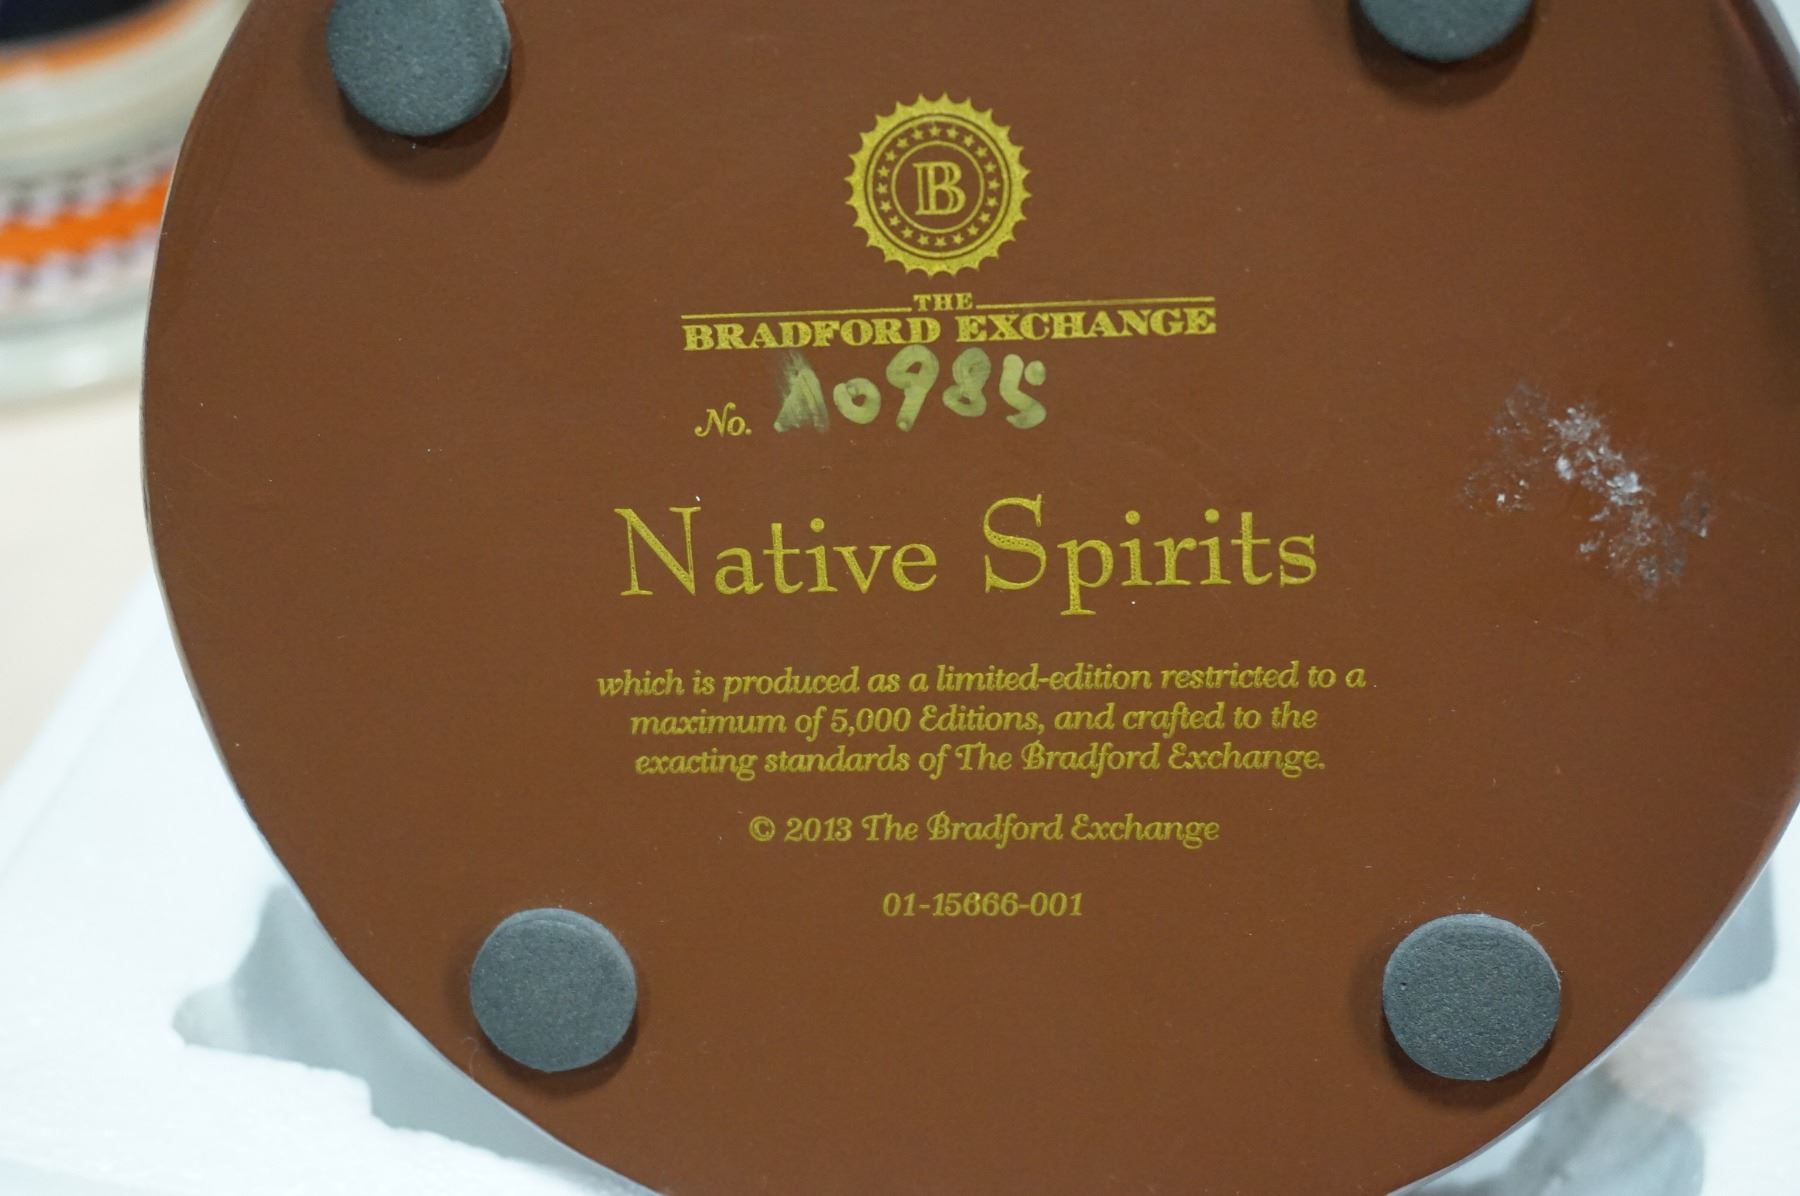 B
THE
BRADFORD EXCHANGE
No. A0985
Native Spirits
which is produced as a limited-edition restricted to a
maximum of 5,000 Editions, and crafted to the
exacting standards of The Bradford Exchange.
© 2013 The Bradford Exchange
01-15666-001